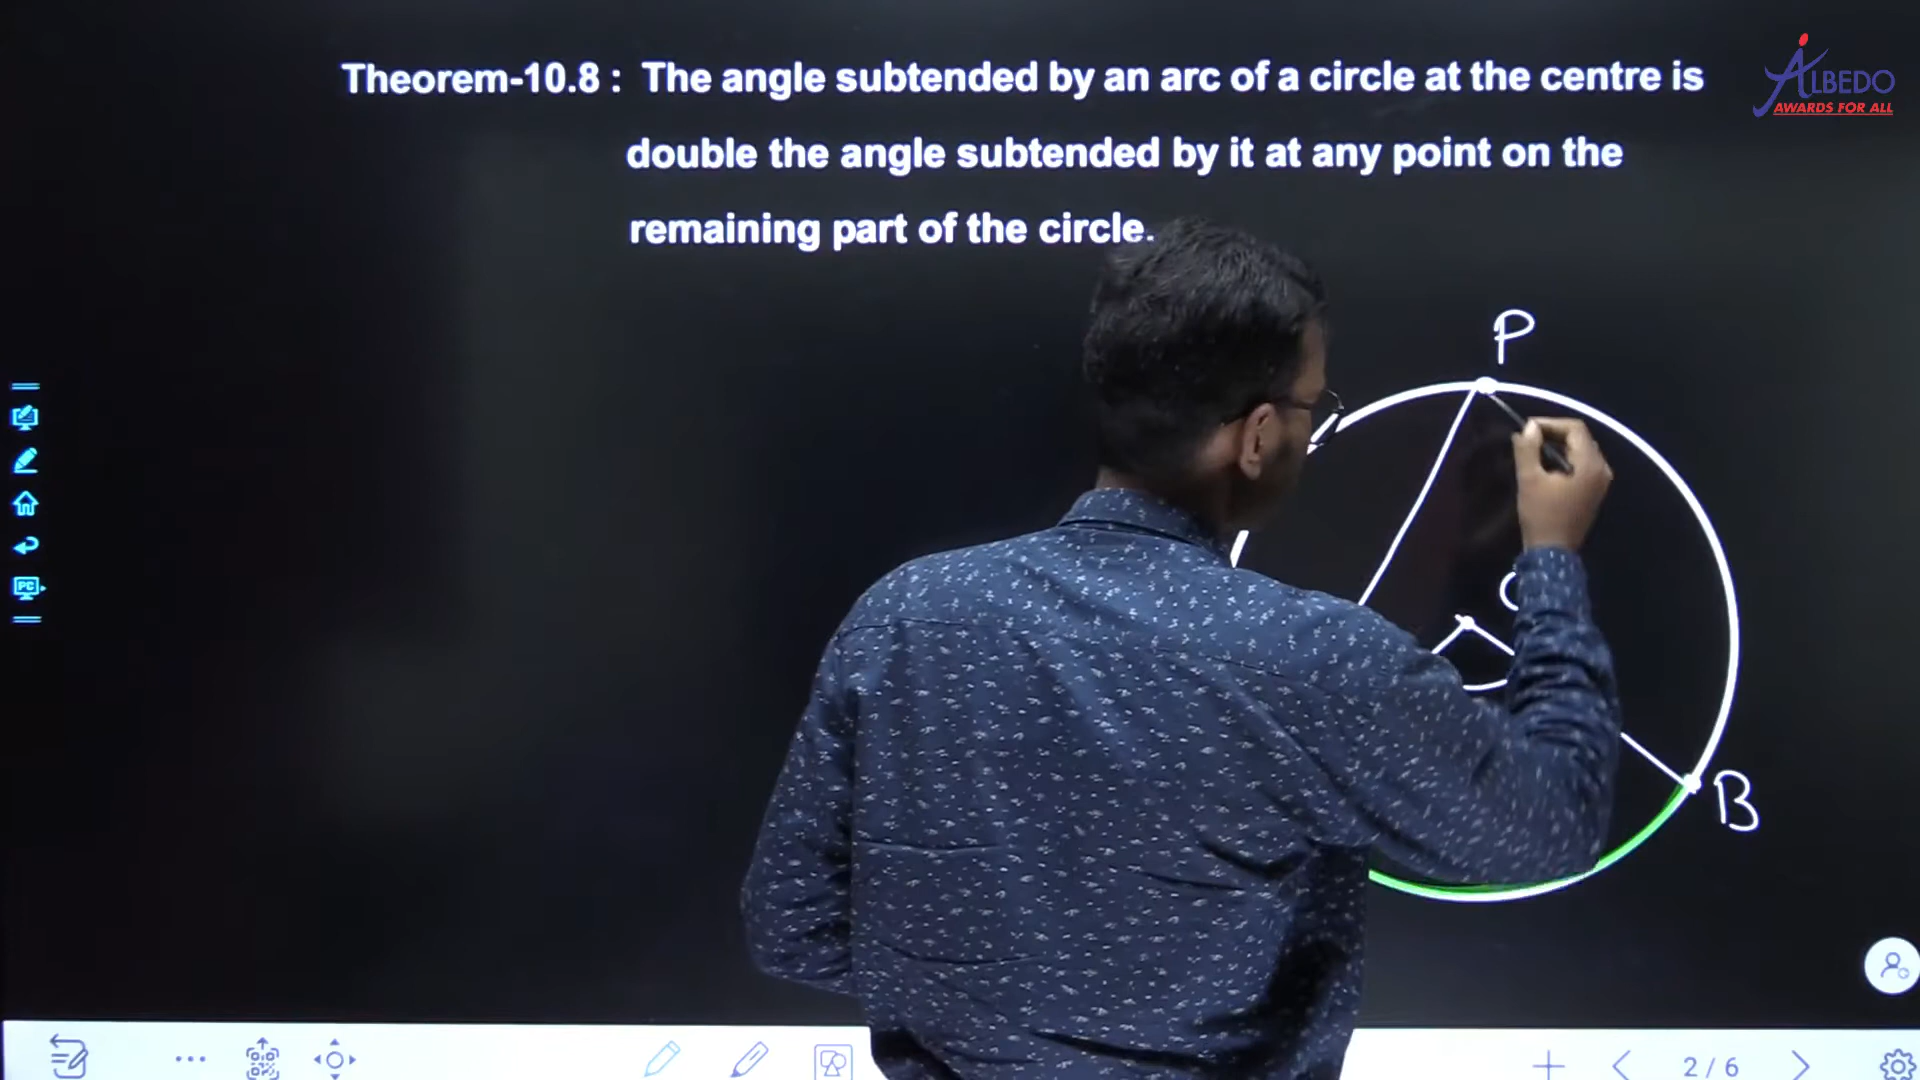 Theorem-10.8 : The angle subtended by an arc of a circle at the centre is
double the angle subtended by it at any point on the
remaining part of the circle.
ALBEDO
AWARDS FOR ALL
P
B
PC
2 / 6